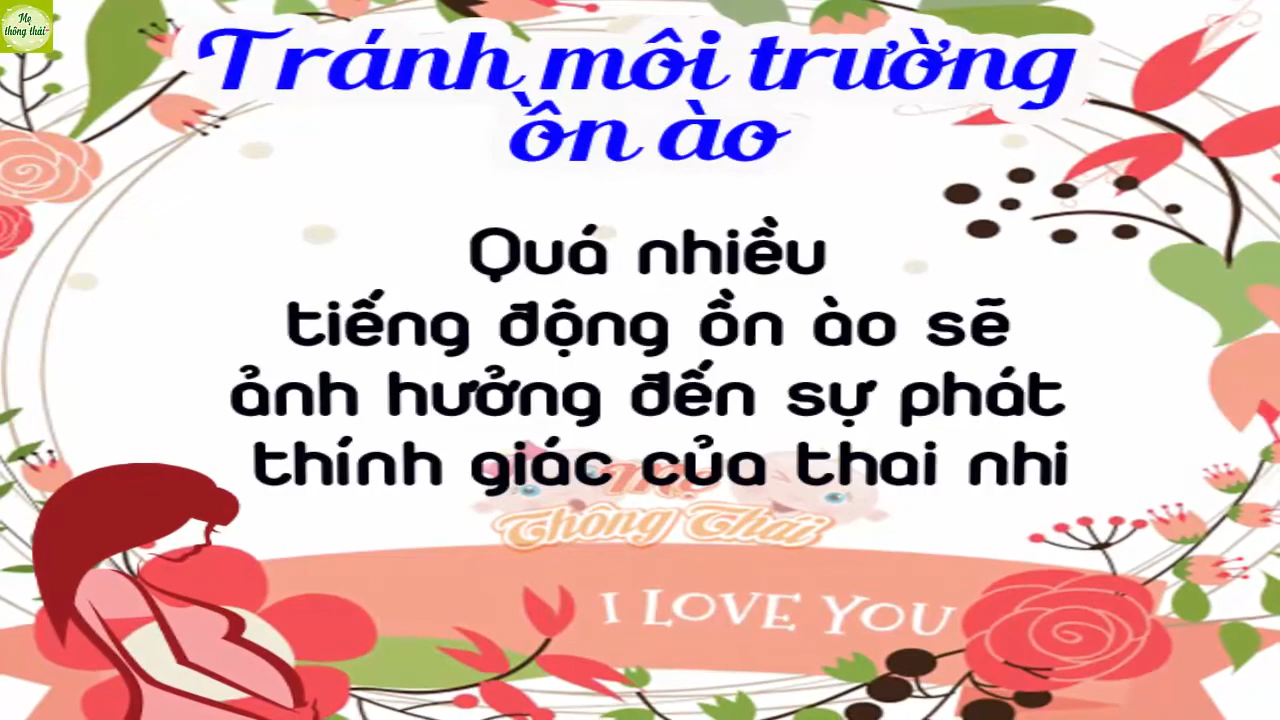 Mẹ
thông thái
Tránh môi trường
ồn ào
Quá nhiều
tiếng động ồn ào sẽ
ảnh hưởng đến sự phát
thính giác của thai nhi
Mẹ
Thông Thái
I LOVE YOU